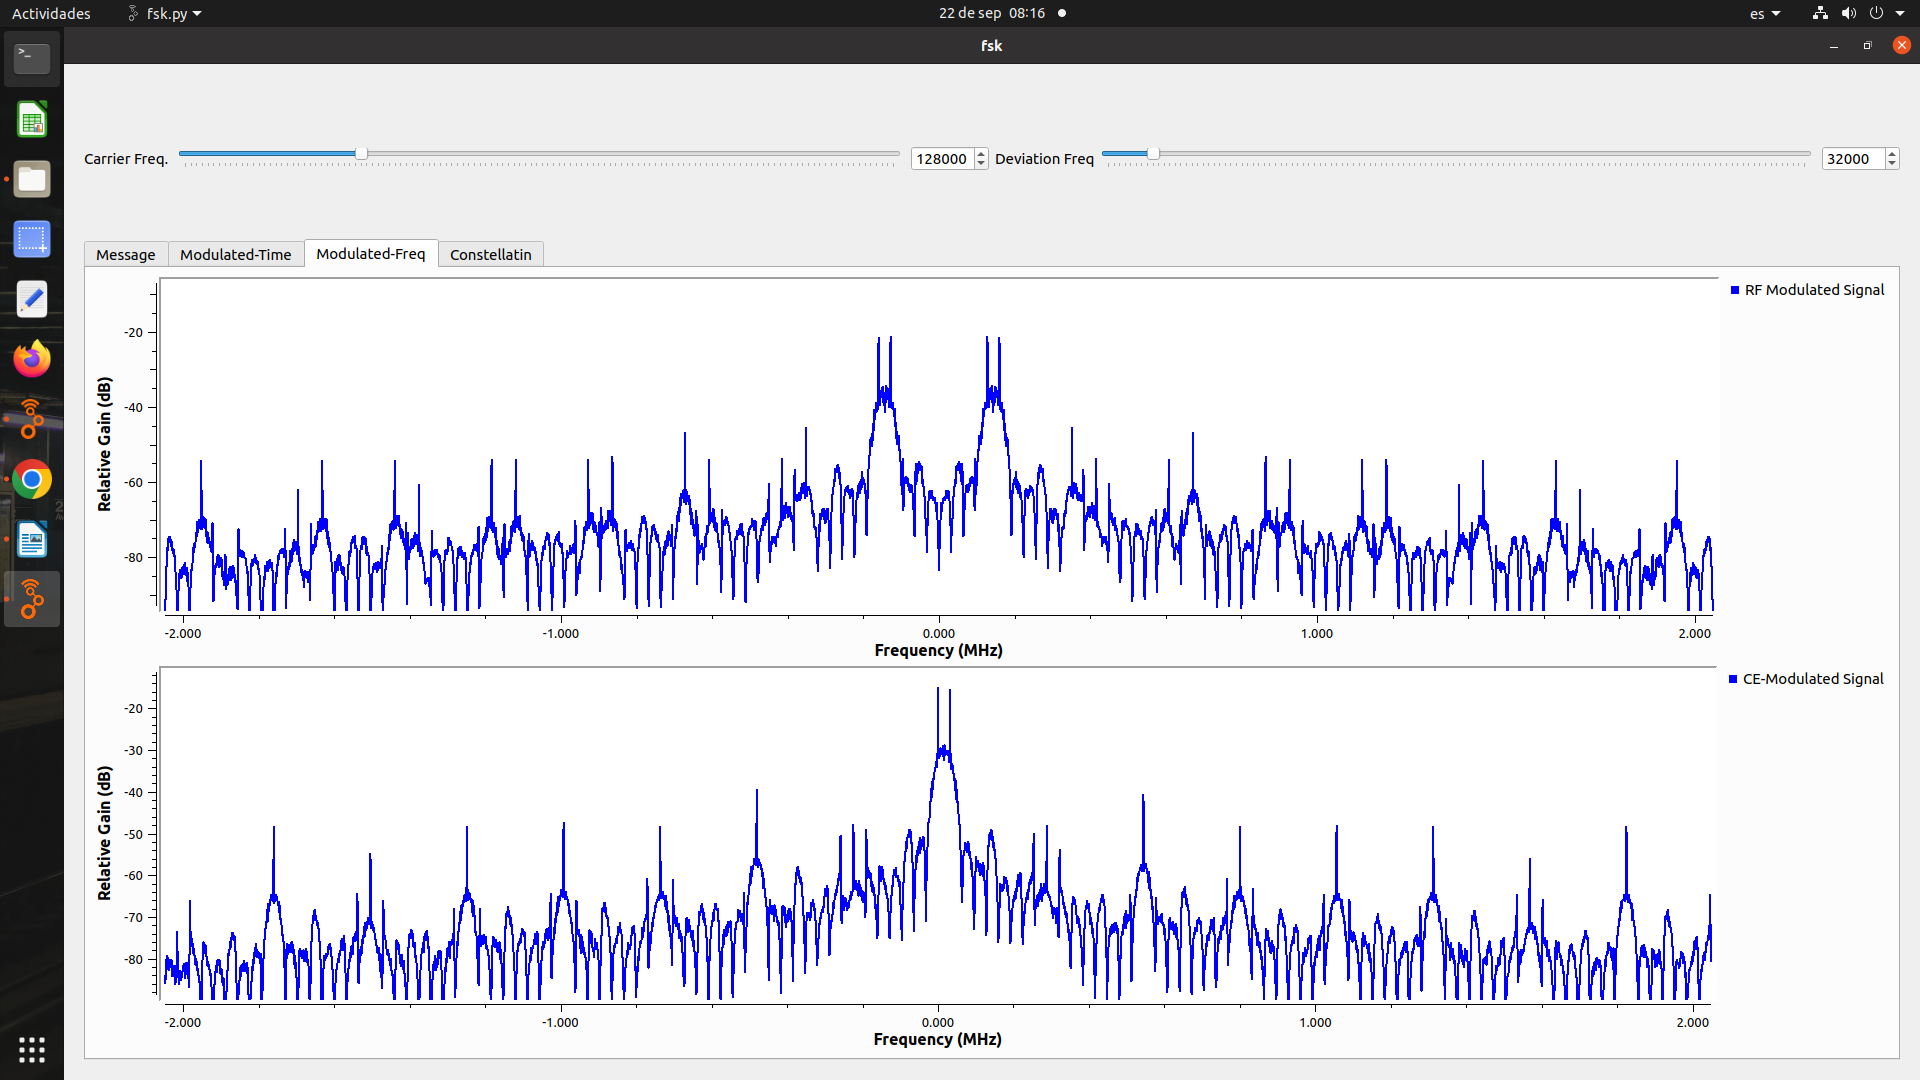 Actividades fsk.py 22 de sep 08:16 es
fsk
Carrier Freq. 128000 Deviation Freq 32000
Message Modulated-Time Modulated-Freq Constellatin
RF Modulated Signal
Relative Gain (dB)
-20
-40
-60
-80
-2.000 -1.000 0.000 1.000 2.000
Frequency (MHz)
CE-Modulated Signal
Relative Gain (dB)
-20
-30
-40
-50
-60
-70
-80
-2.000 -1.000 0.000 1.000 2.000
Frequency (MHz)